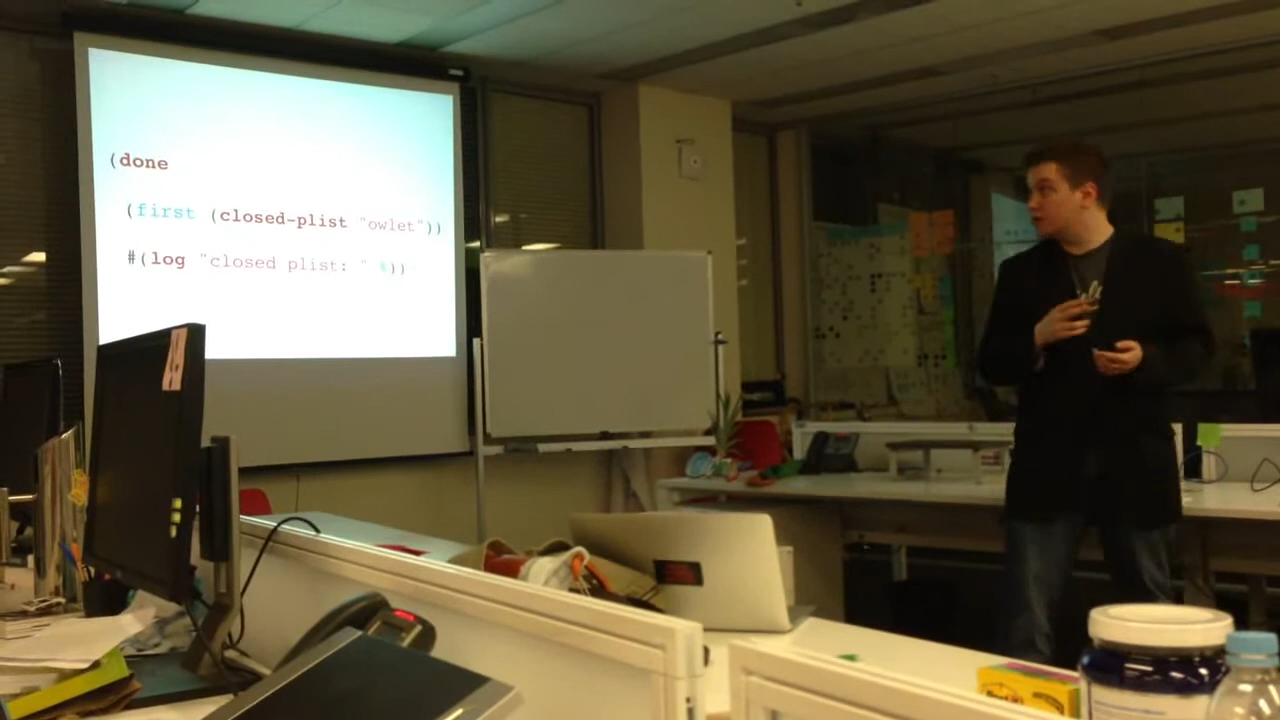 (done
(first (closed-plist "owlet"))
#(log "closed plist: " %))